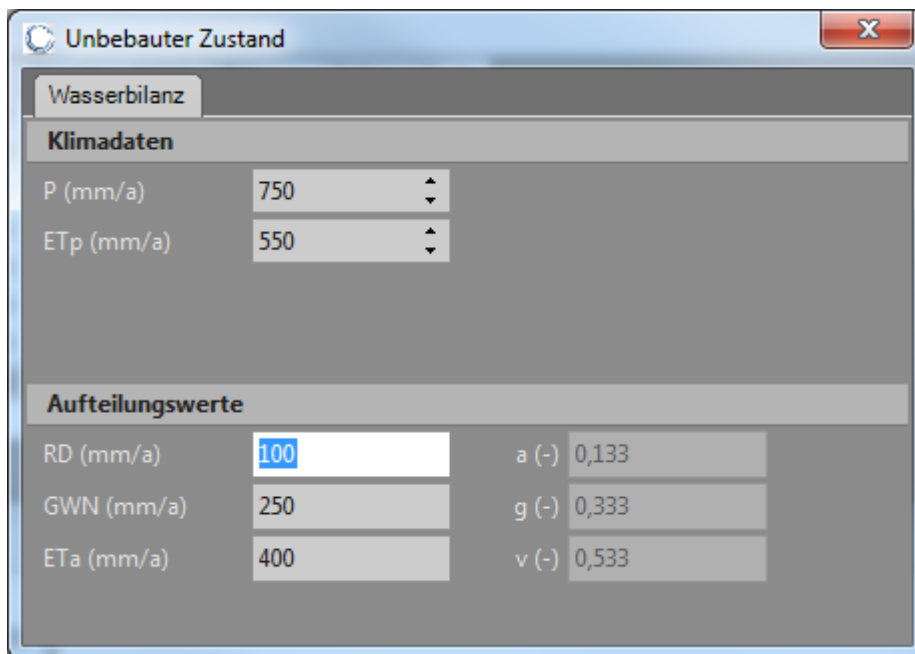 Unbebauter Zustand
Wasserbilanz
Klimadaten
P (mm/a) 750
ETp (mm/a) 550
Aufteilungswerte
RD (mm/a) 100 a (-) 0,133
GWN (mm/a) 250 g (-) 0,333
ETa (mm/a) 400 v (-) 0,533